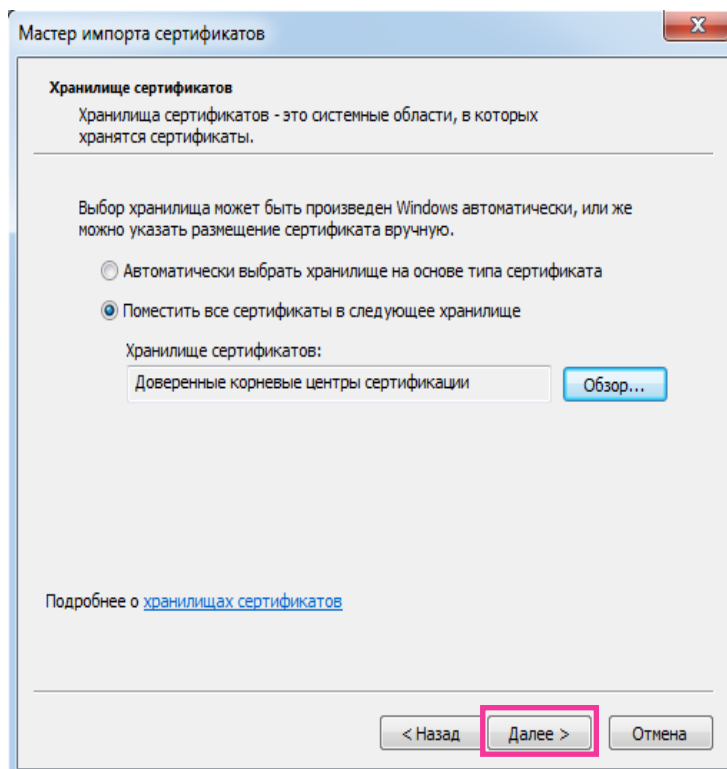 Мастер импорта сертификатов
Хранилище сертификатов
Хранилища сертификатов - это системные области, в которых
хранятся сертификаты.
Выбор хранилища может быть произведен Windows автоматически, или же
можно указать размещение сертификата вручную.
Автоматически выбрать хранилище на основе типа сертификата
Поместить все сертификаты в следующее хранилище
Хранилище сертификатов:
Доверенные корневые центры сертификации
Обзор...
Подробнее о хранилищах сертификатов
< Назад
Далее >
Отмена